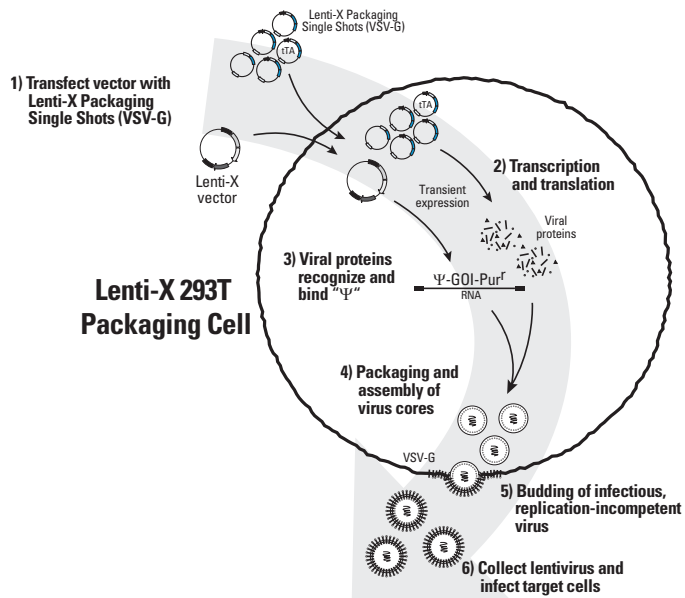 Lenti-X Packaging
Single Shots (VSV-G)
tTA
1) Transfect vector with
Lenti-X Packaging
Single Shots (VSV-G)
Lenti-X
vector
tTA
2) Transcription
and translation
Transient
expression
Viral
proteins
3) Viral proteins
recognize and
bind “Ψ“
Ψ-GOI-Purʳ
RNA
Lenti-X 293T
Packaging Cell
4) Packaging and
assembly of
virus cores
VSV-G
5) Budding of infectious,
replication-incompetent
virus
6) Collect lentivirus and
infect target cells